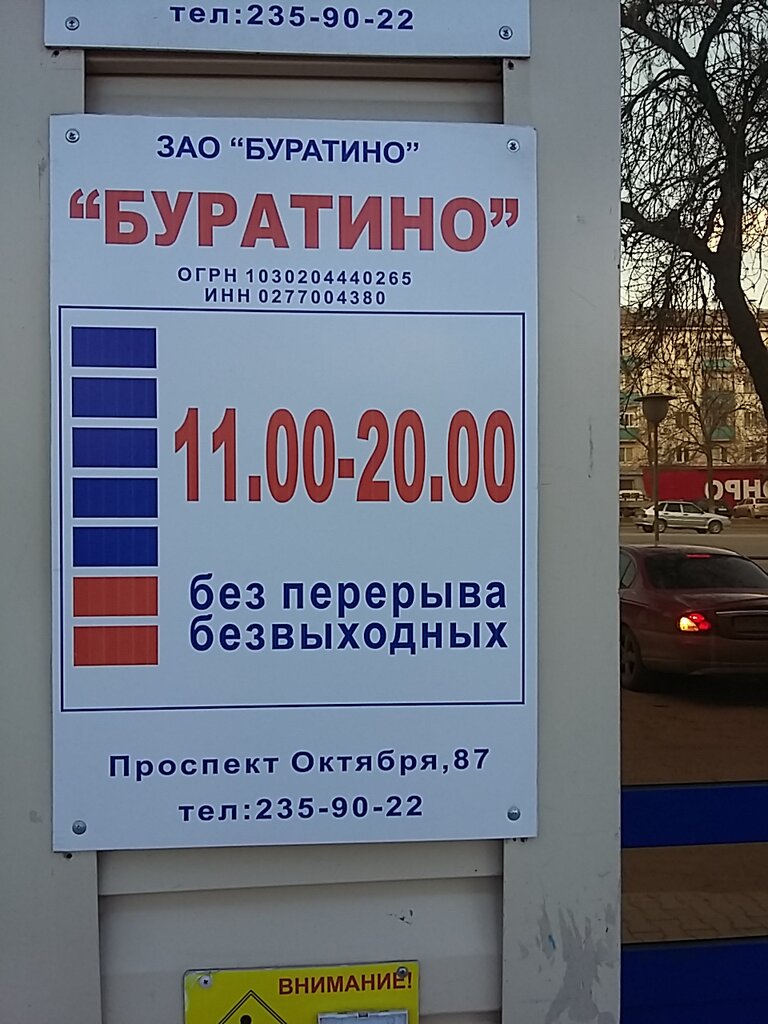 тел:235-90-22
ЗАО "БУРАТИНО"
"БУРАТИНО"
ОГРН 1030204440265
ИНН 0277004380
11.00-20.00
без перерыва
безвыходных
Проспект Октября,87
тел:235-90-22
ВНИМАНИЕ!